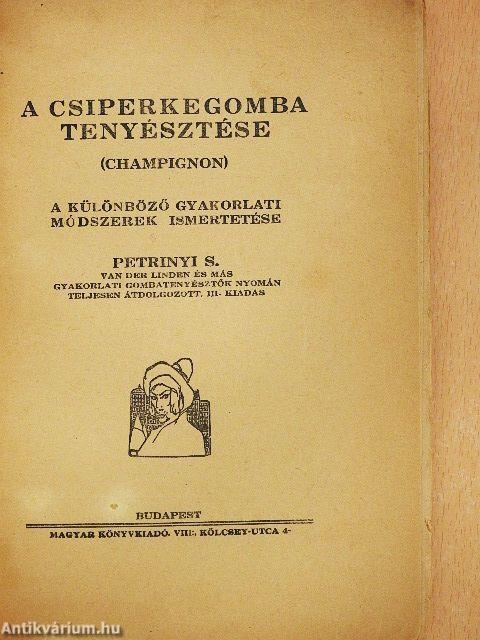 A CSIPERKEGOMBA
TENYÉSZTÉSE
(CHAMPIGNON)
A KÜLÖNBÖZŐ GYAKORLATI
MÓDSZEREK ISMERTETÉSE
PETRINYI S.
VAN DER LINDEN ÉS MÁS
GYAKORLATI GOMBATENYÉSZTŐK NYOMÁN
TELJESEN ÁTDOLGOZOTT, III- KIADÁS
BUDAPEST
MAGYAR KÖNYVKIADÓ. VIII:, KÖLCSEY-UTCA 4-
Antikvárium.hu